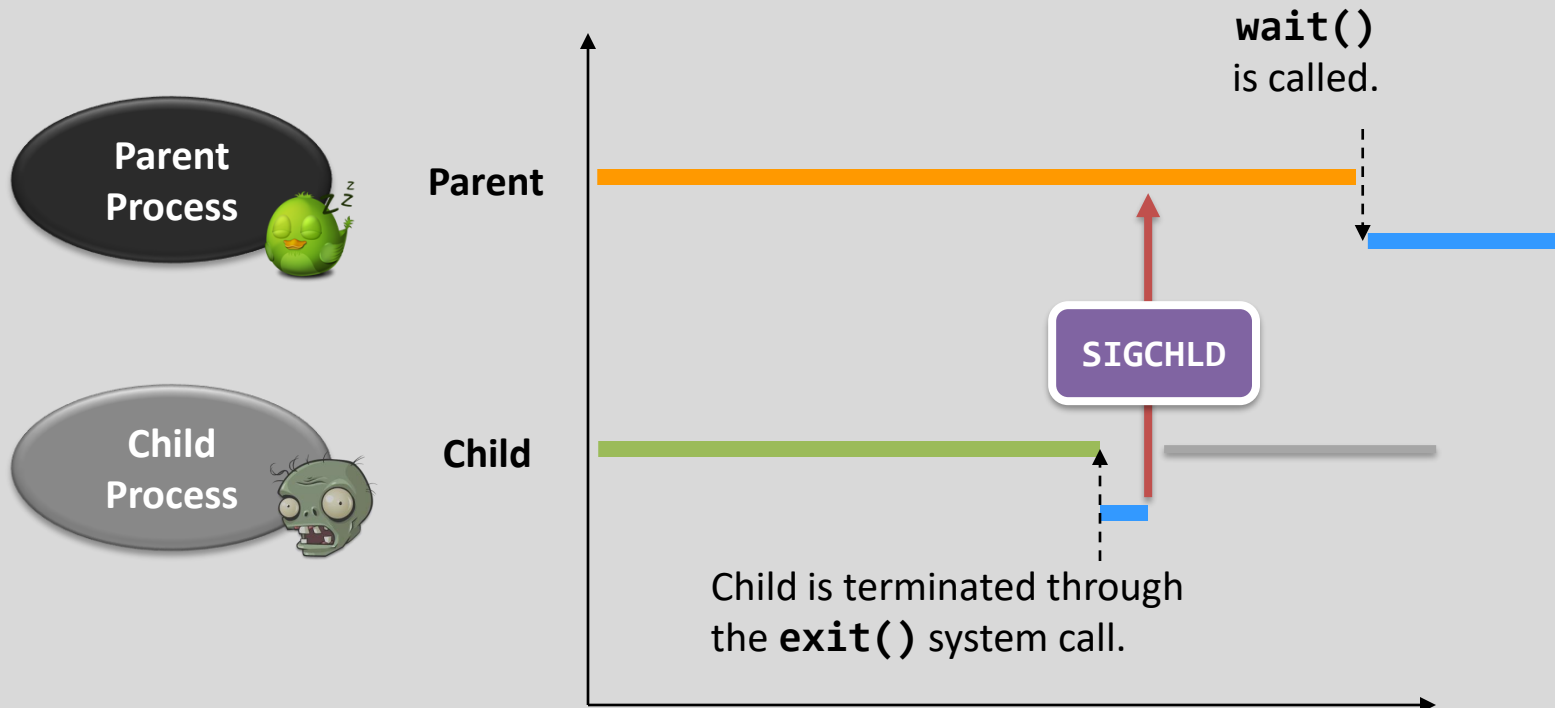 wait()
is called.
Parent
Process
z
z
z
Parent
SIGCHLD
Child
Process
Child
Child is terminated through
the exit() system call.